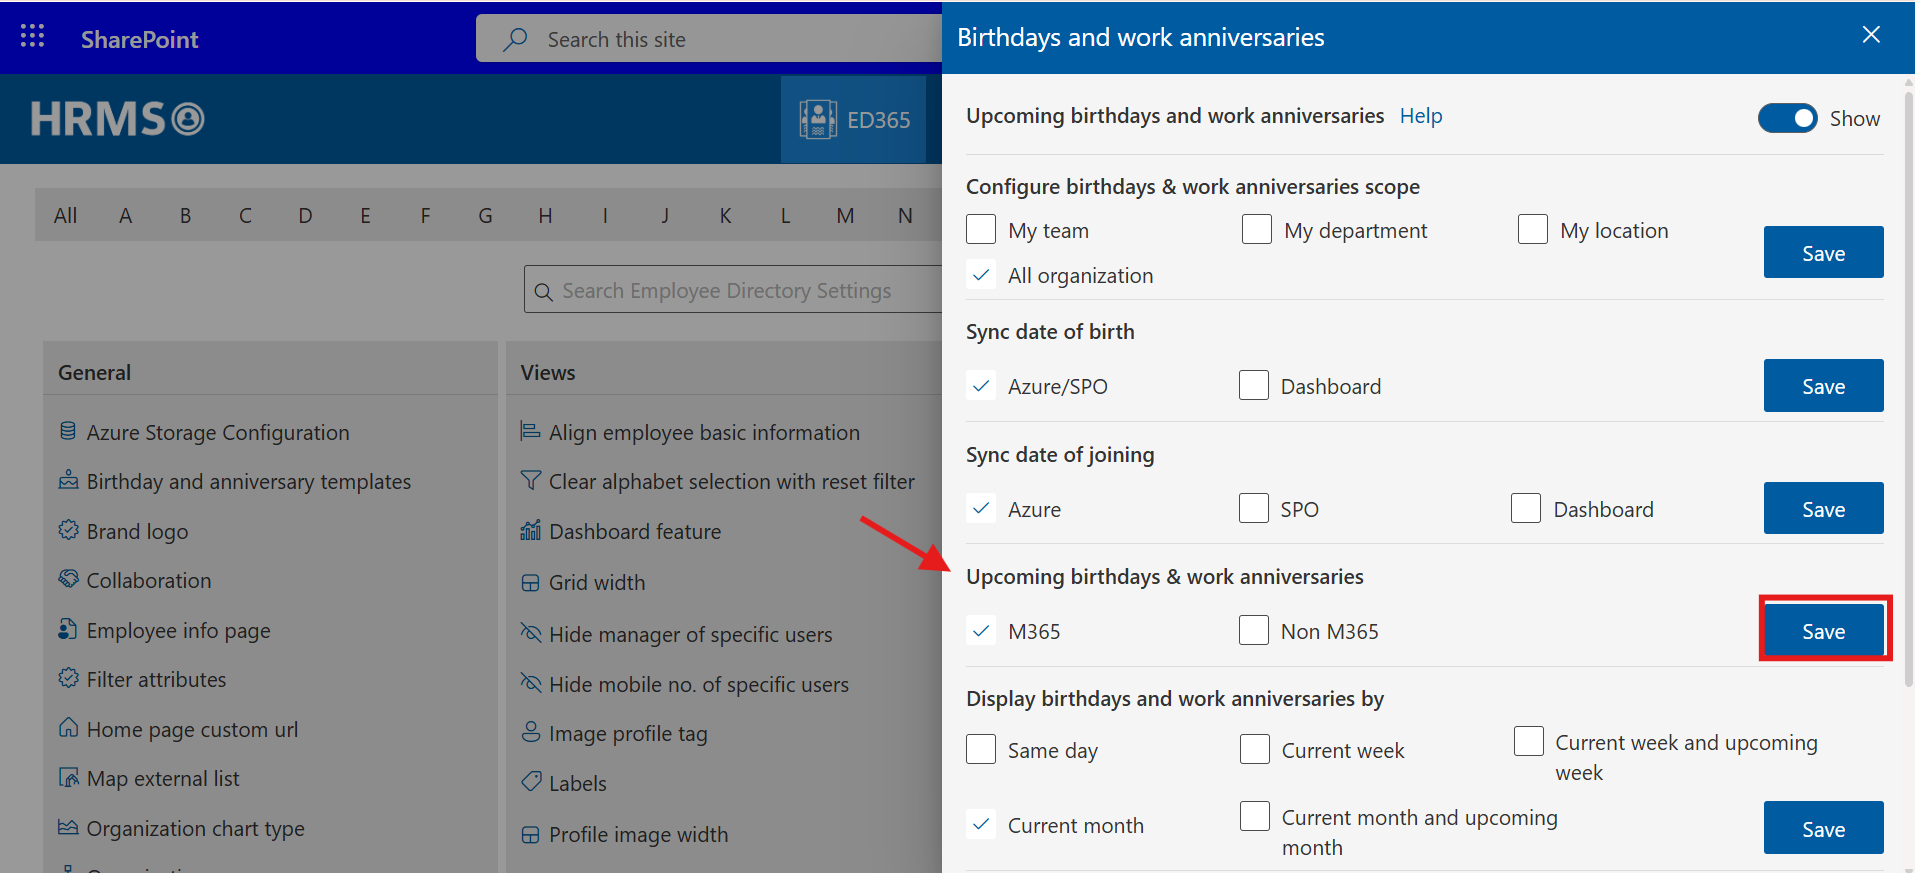 SharePoint
Search this site
HRMS
ED365
All A B C D E F G H I J K L M N
Search Employee Directory Settings
General
Azure Storage Configuration
Birthday and anniversary templates
Brand logo
Collaboration
Employee info page
Filter attributes
Home page custom url
Map external list
Organization chart type
Views
Align employee basic information
Clear alphabet selection with reset filter
Dashboard feature
Grid width
Hide manager of specific users
Hide mobile no. of specific users
Image profile tag
Labels
Profile image width
Birthdays and work anniversaries
Upcoming birthdays and work anniversaries Help Show
Configure birthdays & work anniversaries scope
My team My department My location
All organization
Save
Sync date of birth
Azure/SPO Dashboard Save
Sync date of joining
Azure SPO Dashboard Save
Upcoming birthdays & work anniversaries
M365 Non M365 Save
Display birthdays and work anniversaries by
Same day Current week Current week and upcoming
week
Current month Current month and upcoming
month
Save